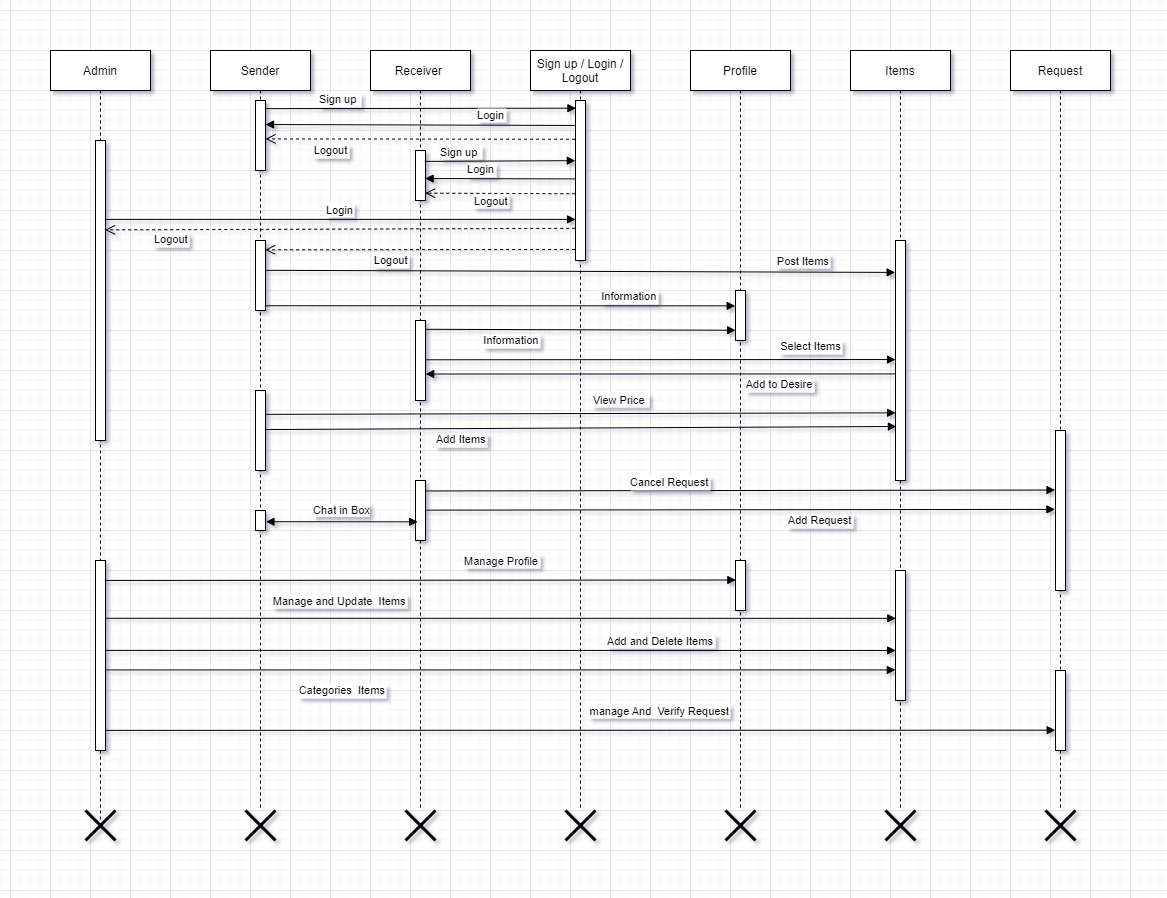 Admin
Sender
Receiver
Sign up / Login /
Logout
Profile
Items
Request
Sign up
Login
Logout
Sign up
Login
Logout
Login
Logout
Logout
Post Items
Information
Information
Select Items
Add to Desire
View Price
Add Items
Cancel Request
Chat in Box
Add Request
Manage Profile
Manage and Update  Items
Add and Delete Items
Categories  Items
manage And  Verify Request